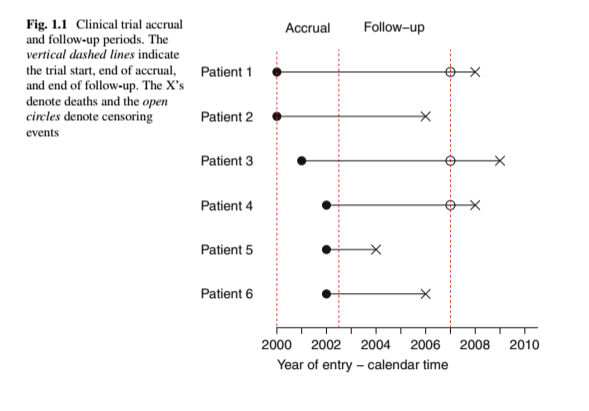 Fig. 1.1 Clinical trial accrual
and follow-up periods. The
vertical dashed lines indicate
the trial start, end of accrual,
and end of follow-up. The X's
denote deaths and the open
circles denote censoring
events
Accrual Follow–up
Patient 1
Patient 2
Patient 3
Patient 4
Patient 5
Patient 6
2000 2002 2004 2006 2008 2010
Year of entry – calendar time